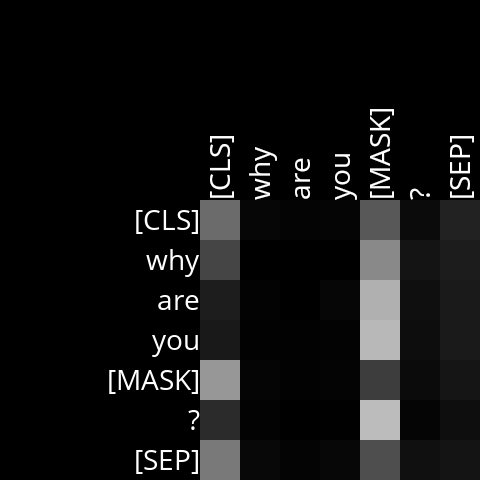 [CLS] why are you [MASK] ? [SEP]
[CLS]
why
are
you
[MASK]
?
[SEP]